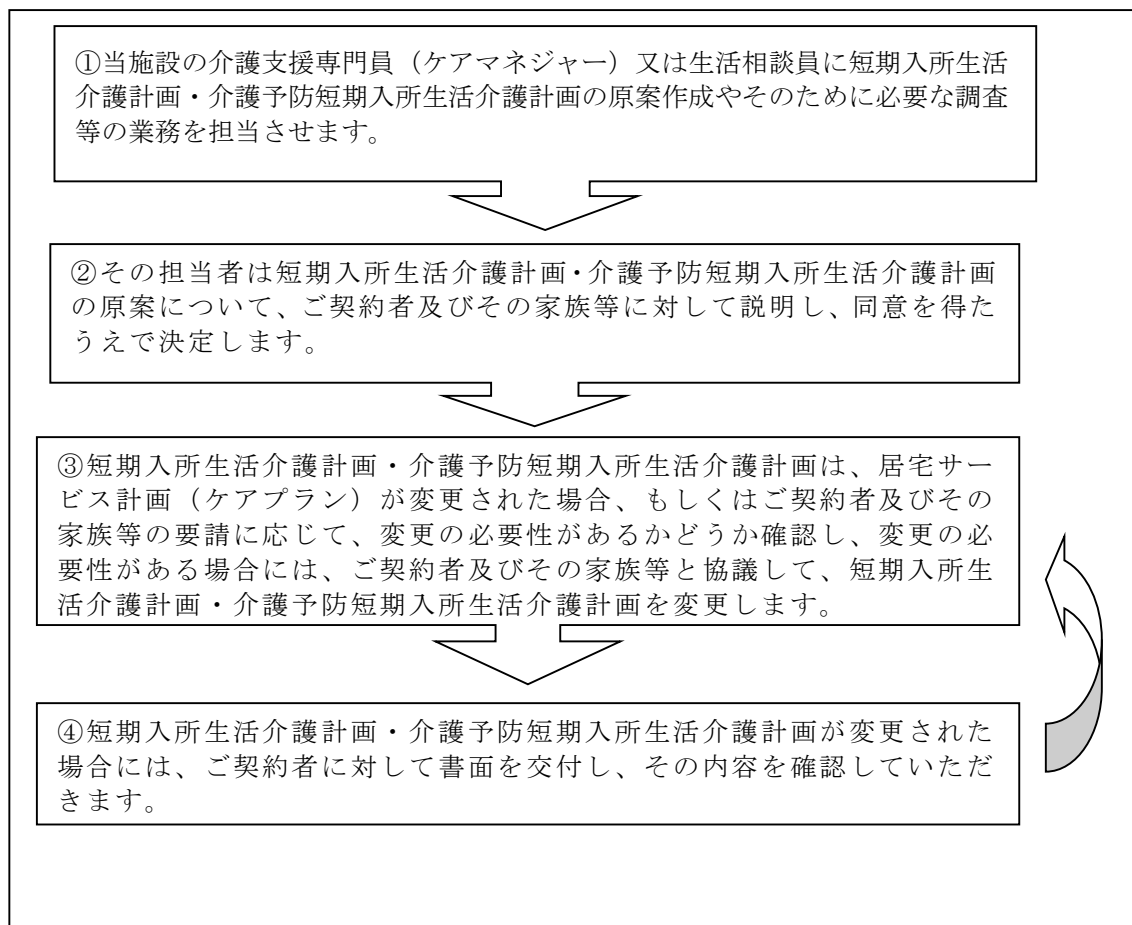 ①当施設の介護支援専門員（ケアマネジャー）又は生活相談員に短期入所生活
介護計画・介護予防短期入所生活介護計画の原案作成やそのために必要な調査
等の業務を担当させます。
②その担当者は短期入所生活介護計画・介護予防短期入所生活介護計画
の原案について、ご契約者及びその家族等に対して説明し、同意を得た
うえで決定します。
③短期入所生活介護計画・介護予防短期入所生活介護計画は、居宅サー
ビス計画（ケアプラン）が変更された場合、もしくはご契約者及びその
家族等の要請に応じて、変更の必要性があるかどうか確認し、変更の必
要性がある場合には、ご契約者及びその家族等と協議して、短期入所生
活介護計画・介護予防短期入所生活介護計画を変更します。
④短期入所生活介護計画・介護予防短期入所生活介護計画が変更された
場合には、ご契約者に対して書面を交付し、その内容を確認していただ
きます。